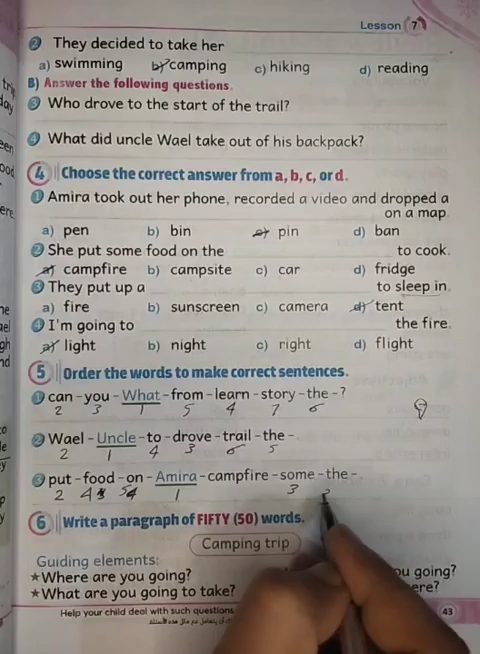 Lesson 7
2 They decided to take her
a) swimming b) camping c) hiking d) reading
B) Answer the following questions.
3 Who drove to the start of the trail?
4 What did uncle Wael take out of his backpack?
4 Choose the correct answer from a, b, c, or d.
1 Amira took out her phone, recorded a video and dropped a
on a map.
a) pen b) bin a) pin d) ban
2 She put some food on the to cook.
a) campfire b) campsite c) car d) fridge
3 They put up a to sleep in.
a) fire b) sunscreen c) camera d) tent
4 I'm going to the fire.
a) light b) night c) right d) flight
5 Order the words to make correct sentences.
1 can - you - What - from - learn - story - the - ?
2 3 1 5 4 7 6
2 Wael - Uncle - to - drove - trail - the - .
2 1 4 3 6 5
3 put - food - on - Amira - campfire - some - the - .
2 4 5 1 3
6 Write a paragraph of FIFTY (50) words.
Camping trip
Guiding elements:
★ Where are you going? ou going?
★ What are you going to take? ere?
Help your child deal with such questions
43